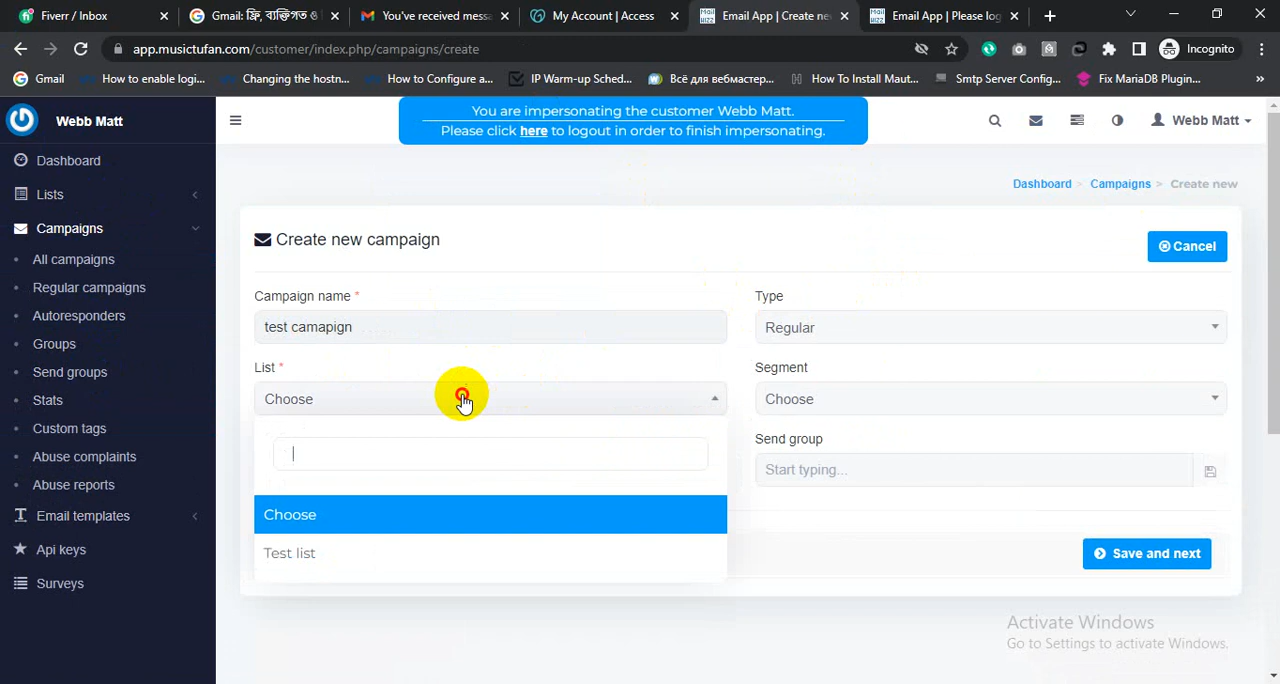 Fiverr / Inbox
Gmail: ফ্রি, ব্যক্তিগত ও
You've received messa
My Account | Access
Email App | Create new
Email App | Please log
app.musictufan.com/customer/index.php/campaigns/create
Incognito
Gmail
How to enable logi...
Changing the hostn...
How to Configure a...
IP Warm-up Sched...
Всё для вебмастер...
How To Install Maut...
Smtp Server Config...
Fix MariaDB Plugin...
»
Webb Matt
You are impersonating the customer Webb Matt.
Please click here to logout in order to finish impersonating.
Webb Matt
Dashboard
Lists
Campaigns
All campaigns
Regular campaigns
Autoresponders
Groups
Send groups
Stats
Custom tags
Abuse complaints
Abuse reports
Email templates
Api keys
Surveys
Dashboard > Campaigns > Create new
Create new campaign
Cancel
Campaign name *
test camapign
Type
Regular
List *
Choose
Segment
Choose
Send group
Start typing...
Choose
Test list
Save and next
Activate Windows
Go to Settings to activate Windows.